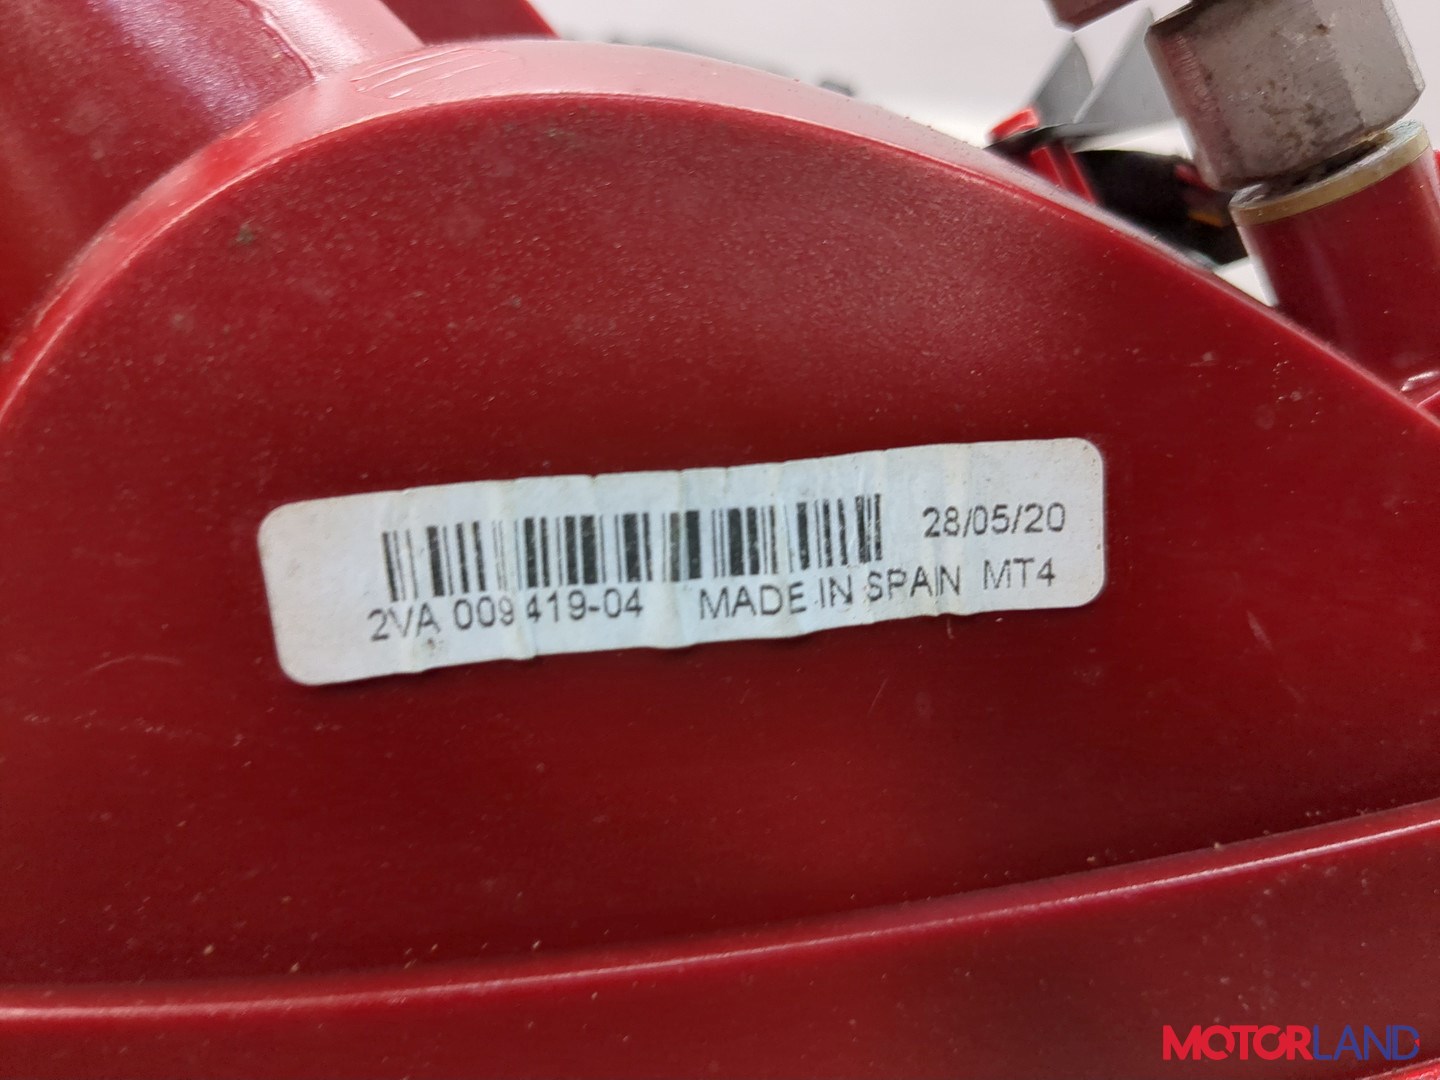 28/05/20
2VA 009 419-04 MADE IN SPAIN MT4
MOTORLAND